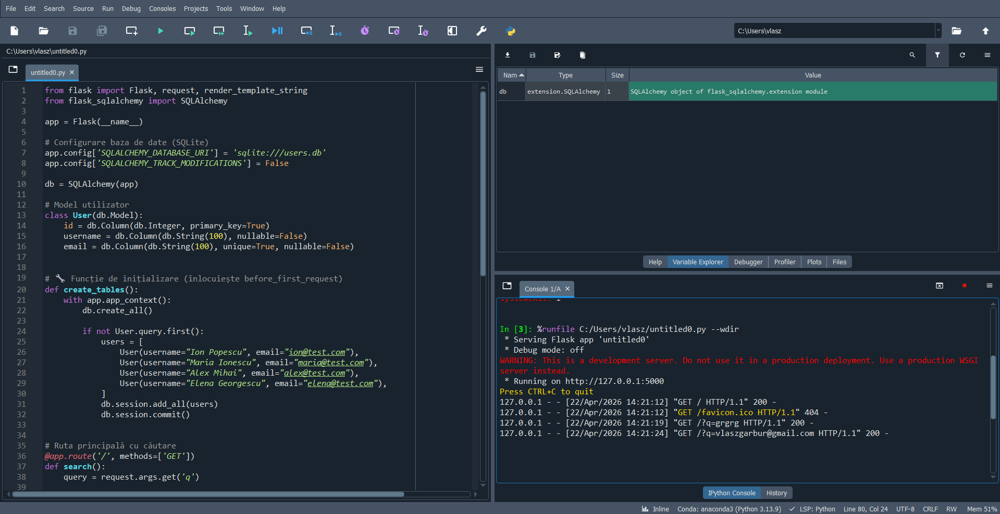 File Edit Search Source Run Debug Consoles Projects Tools Window Help
C:\Users\vlasz
C:\Users\vlasz\untitled0.py
untitled0.py
1 from flask import Flask, request, render_template_string
2 from flask_sqlalchemy import SQLAlchemy
3
4 app = Flask(__name__)
5
6 # Configurare baza de date (SQLite)
7 app.config['SQLALCHEMY_DATABASE_URI'] = 'sqlite:///users.db'
8 app.config['SQLALCHEMY_TRACK_MODIFICATIONS'] = False
9
10 db = SQLAlchemy(app)
11
12 # Model utilizator
13 class User(db.Model):
14 id = db.Column(db.Integer, primary_key=True)
15 username = db.Column(db.String(100), nullable=False)
16 email = db.Column(db.String(100), unique=True, nullable=False)
17
18
19 # 🔧 Funcție de inițializare (înlocuiește before_first_request)
20 def create_tables():
21 with app.app_context():
22 db.create_all()
23
24 if not User.query.first():
25 users = [
26 User(username="Ion Popescu", email="ion@test.com"),
27 User(username="Maria Ionescu", email="maria@test.com"),
28 User(username="Alex Mihai", email="alex@test.com"),
29 User(username="Elena Georgescu", email="elena@test.com"),
30 ]
31 db.session.add_all(users)
32 db.session.commit()
33
34
35 # Ruta principală cu căutare
36 @app.route('/', methods=['GET'])
37 def search():
38 query = request.args.get('q')
39
Nam Type Size Value
db extension.SQLAlchemy 1 SQLAlchemy object of flask_sqlalchemy.extension module
Help Variable Explorer Debugger Profiler Plots Files
Console 1/A
SystemExit: 1
In [3]: %runfile C:/Users/vlasz/untitled0.py --wdir
* Serving Flask app 'untitled0'
* Debug mode: off
WARNING: This is a development server. Do not use it in a production deployment. Use a production WSGI
server instead.
* Running on http://127.0.0.1:5000
Press CTRL+C to quit
127.0.0.1 - - [22/Apr/2026 14:21:12] "GET / HTTP/1.1" 200 -
127.0.0.1 - - [22/Apr/2026 14:21:12] "GET /favicon.ico HTTP/1.1" 404 -
127.0.0.1 - - [22/Apr/2026 14:21:19] "GET /?q=grgrg HTTP/1.1" 200 -
127.0.0.1 - - [22/Apr/2026 14:21:24] "GET /?q=vlaszgarbur@gmail.com HTTP/1.1" 200 -
IPython Console History
Inline Conda: anaconda3 (Python 3.13.9) ✓ LSP: Python Line 80, Col 24 UTF-8 CRLF RW Mem 51%